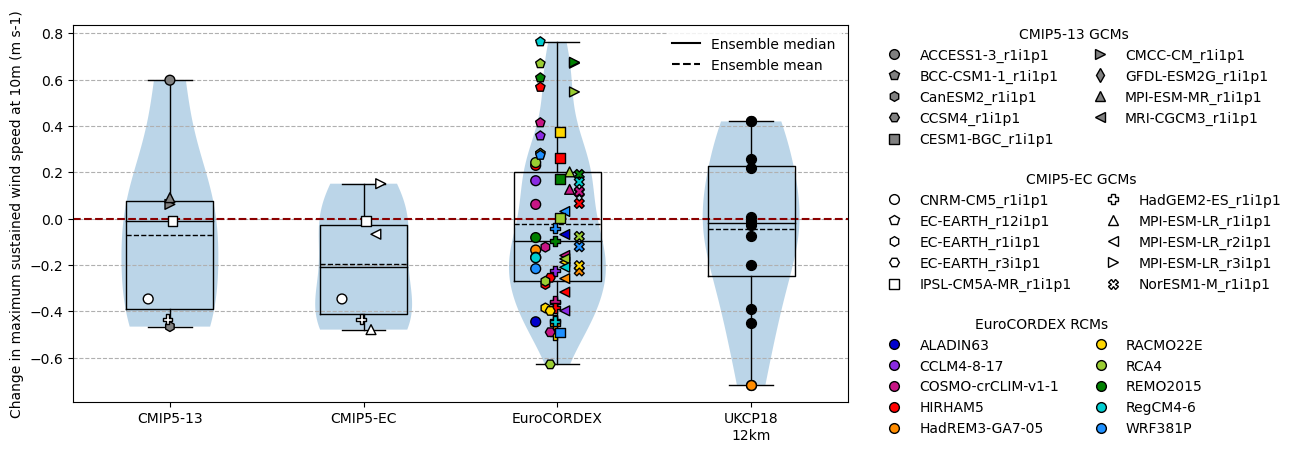 Change in maximum sustained wind speed at 10m (m s-1)
0.8
0.6
0.4
0.2
0.0
−0.2
−0.4
−0.6
CMIP5-13
CMIP5-EC
EuroCORDEX
UKCP18
12km
Ensemble median
Ensemble mean
CMIP5-13 GCMs
ACCESS1-3_r1i1p1
BCC-CSM1-1_r1i1p1
CanESM2_r1i1p1
CCSM4_r1i1p1
CESM1-BGC_r1i1p1
CMCC-CM_r1i1p1
GFDL-ESM2G_r1i1p1
MPI-ESM-MR_r1i1p1
MRI-CGCM3_r1i1p1
CMIP5-EC GCMs
CNRM-CM5_r1i1p1
EC-EARTH_r12i1p1
EC-EARTH_r1i1p1
EC-EARTH_r3i1p1
IPSL-CM5A-MR_r1i1p1
HadGEM2-ES_r1i1p1
MPI-ESM-LR_r1i1p1
MPI-ESM-LR_r2i1p1
MPI-ESM-LR_r3i1p1
NorESM1-M_r1i1p1
EuroCORDEX RCMs
ALADIN63
CCLM4-8-17
COSMO-crCLIM-v1-1
HIRHAM5
HadREM3-GA7-05
RACMO22E
RCA4
REMO2015
RegCM4-6
WRF381P